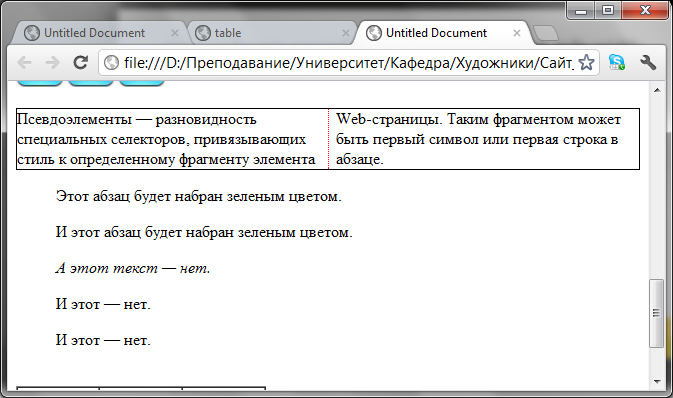 Untitled Document
table
Untitled Document
file:///D:/Преподавание/Университет/Кафедра/Художники/Сайт_
Псевдоэлементы — разновидность
специальных селекторов, привязывающих
стиль к определенному фрагменту элемента
Web-страницы. Таким фрагментом может
быть первый символ или первая строка в
абзаце.
Этот абзац будет набран зеленым цветом.
И этот абзац будет набран зеленым цветом.
А этот текст — нет.
И этот — нет.
И этот — нет.